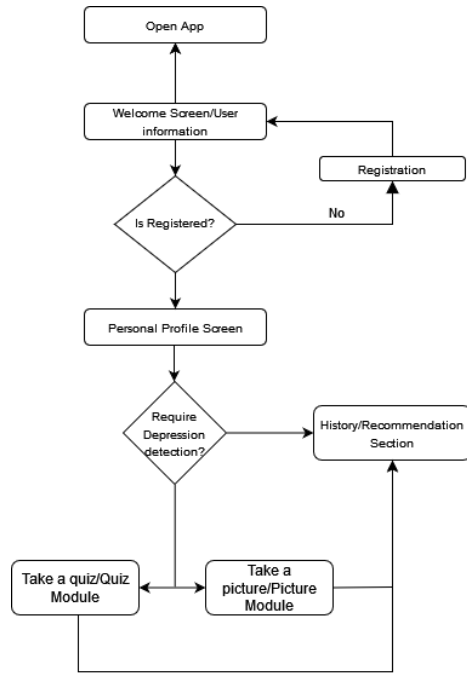 Open App
Welcome Screen/User
information
Registration
Is Registered?
No
Personal Profile Screen
Require
Depression
detection?
History/Recommendation
Section
Take a quiz/Quiz
Module
Take a
picture/Picture
Module